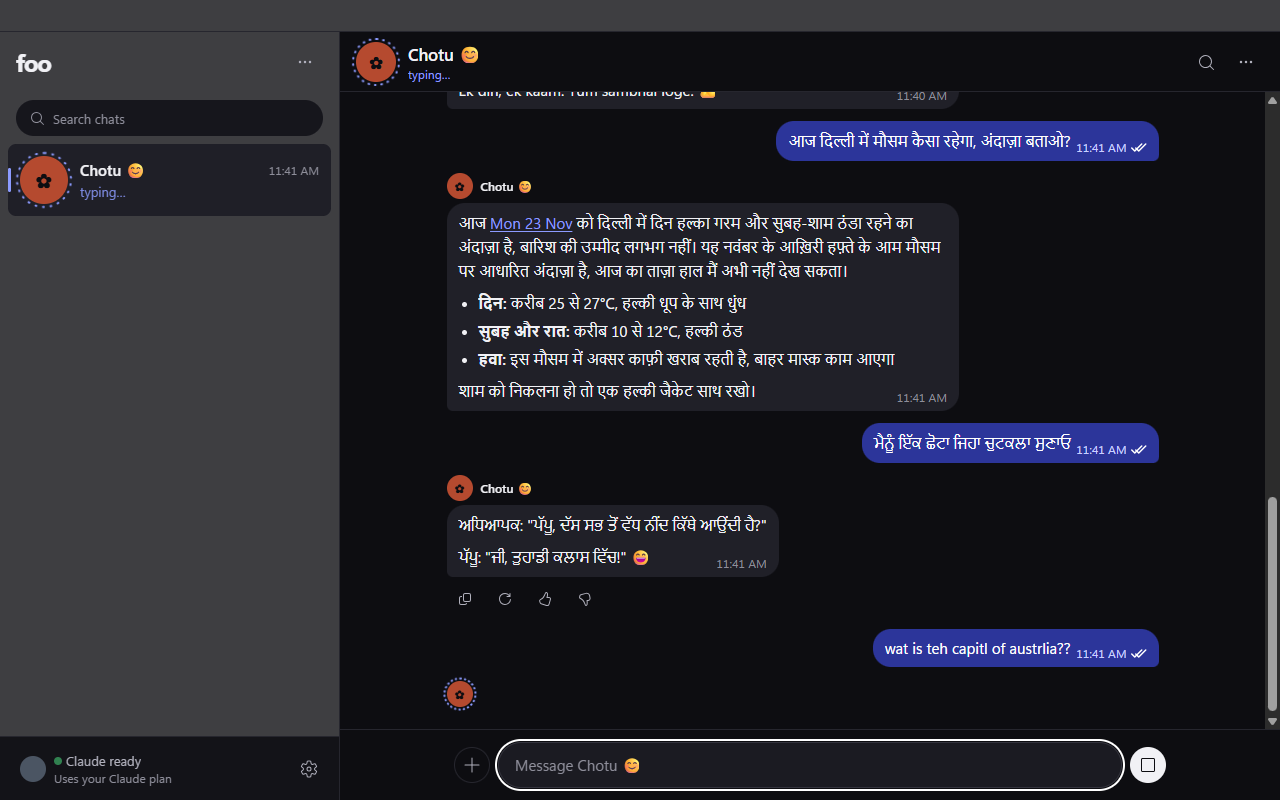 foo
Search chats
Chotu 😊
11:41 AM
typing...
Claude ready
Uses your Claude plan
Chotu 😊
typing...
11:40 AM
आज दिल्ली में मौसम कैसा रहेगा, अंदाज़ा बताओ? 11:41 AM
Chotu 😊
आज Mon 23 Nov को दिल्ली में दिन हल्का गरम और सुबह-शाम ठंडा रहने का
अंदाज़ा है, बारिश की उम्मीद लगभग नहीं। यह नवंबर के आख़िरी हफ़्ते के आम मौसम
पर आधारित अंदाज़ा है, आज का ताज़ा हाल मैं अभी नहीं देख सकता।
• दिन: करीब 25 से 27°C, हल्की धूप के साथ धुंध
• सुबह और रात: करीब 10 से 12°C, हल्की ठंड
• हवा: इस मौसम में अक्सर काफ़ी खराब रहती है, बाहर मास्क काम आएगा
शाम को निकलना हो तो एक हल्की जैकेट साथ रखो।
11:41 AM
ਮੈਨੂੰ ਇੱਕ ਛੋਟਾ ਜਿਹਾ ਚੁਟਕਲਾ ਸੁਣਾਓ 11:41 AM
Chotu 😊
ਅਧਿਆਪਕ: "ਪੱਪੂ, ਦੱਸ ਸਭ ਤੋਂ ਵੱਧ ਨੀਂਦ ਕਿੱਥੇ ਆਉਂਦੀ ਹੈ?"
ਪੱਪੂ: "ਜੀ, ਤੁਹਾਡੀ ਕਲਾਸ ਵਿੱਚ!" 😄
11:41 AM
wat is teh capitl of austrlia?? 11:41 AM
Message Chotu 😊